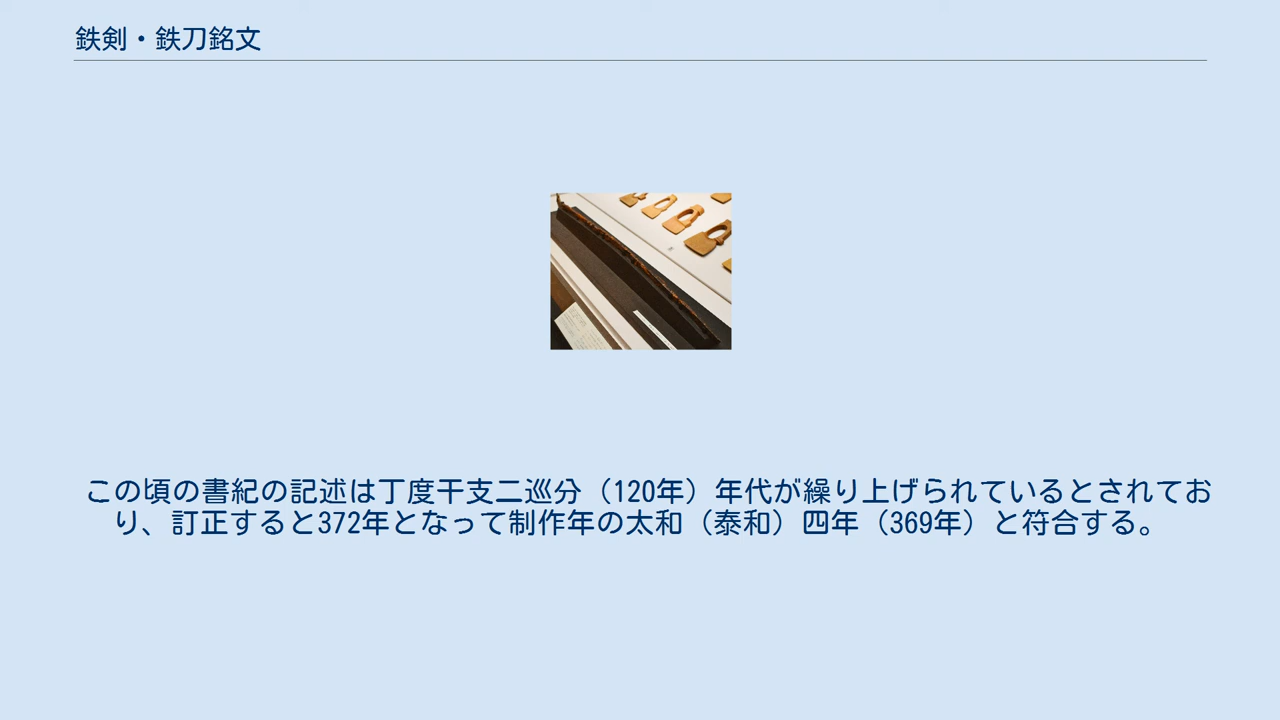 鉄剣・鉄刀銘文
この頃の書紀の記述は丁度干支二巡分（120年）年代が繰り上げられているとされてお
り、訂正すると372年となって制作年の太和（泰和）四年（369年）と符合する。